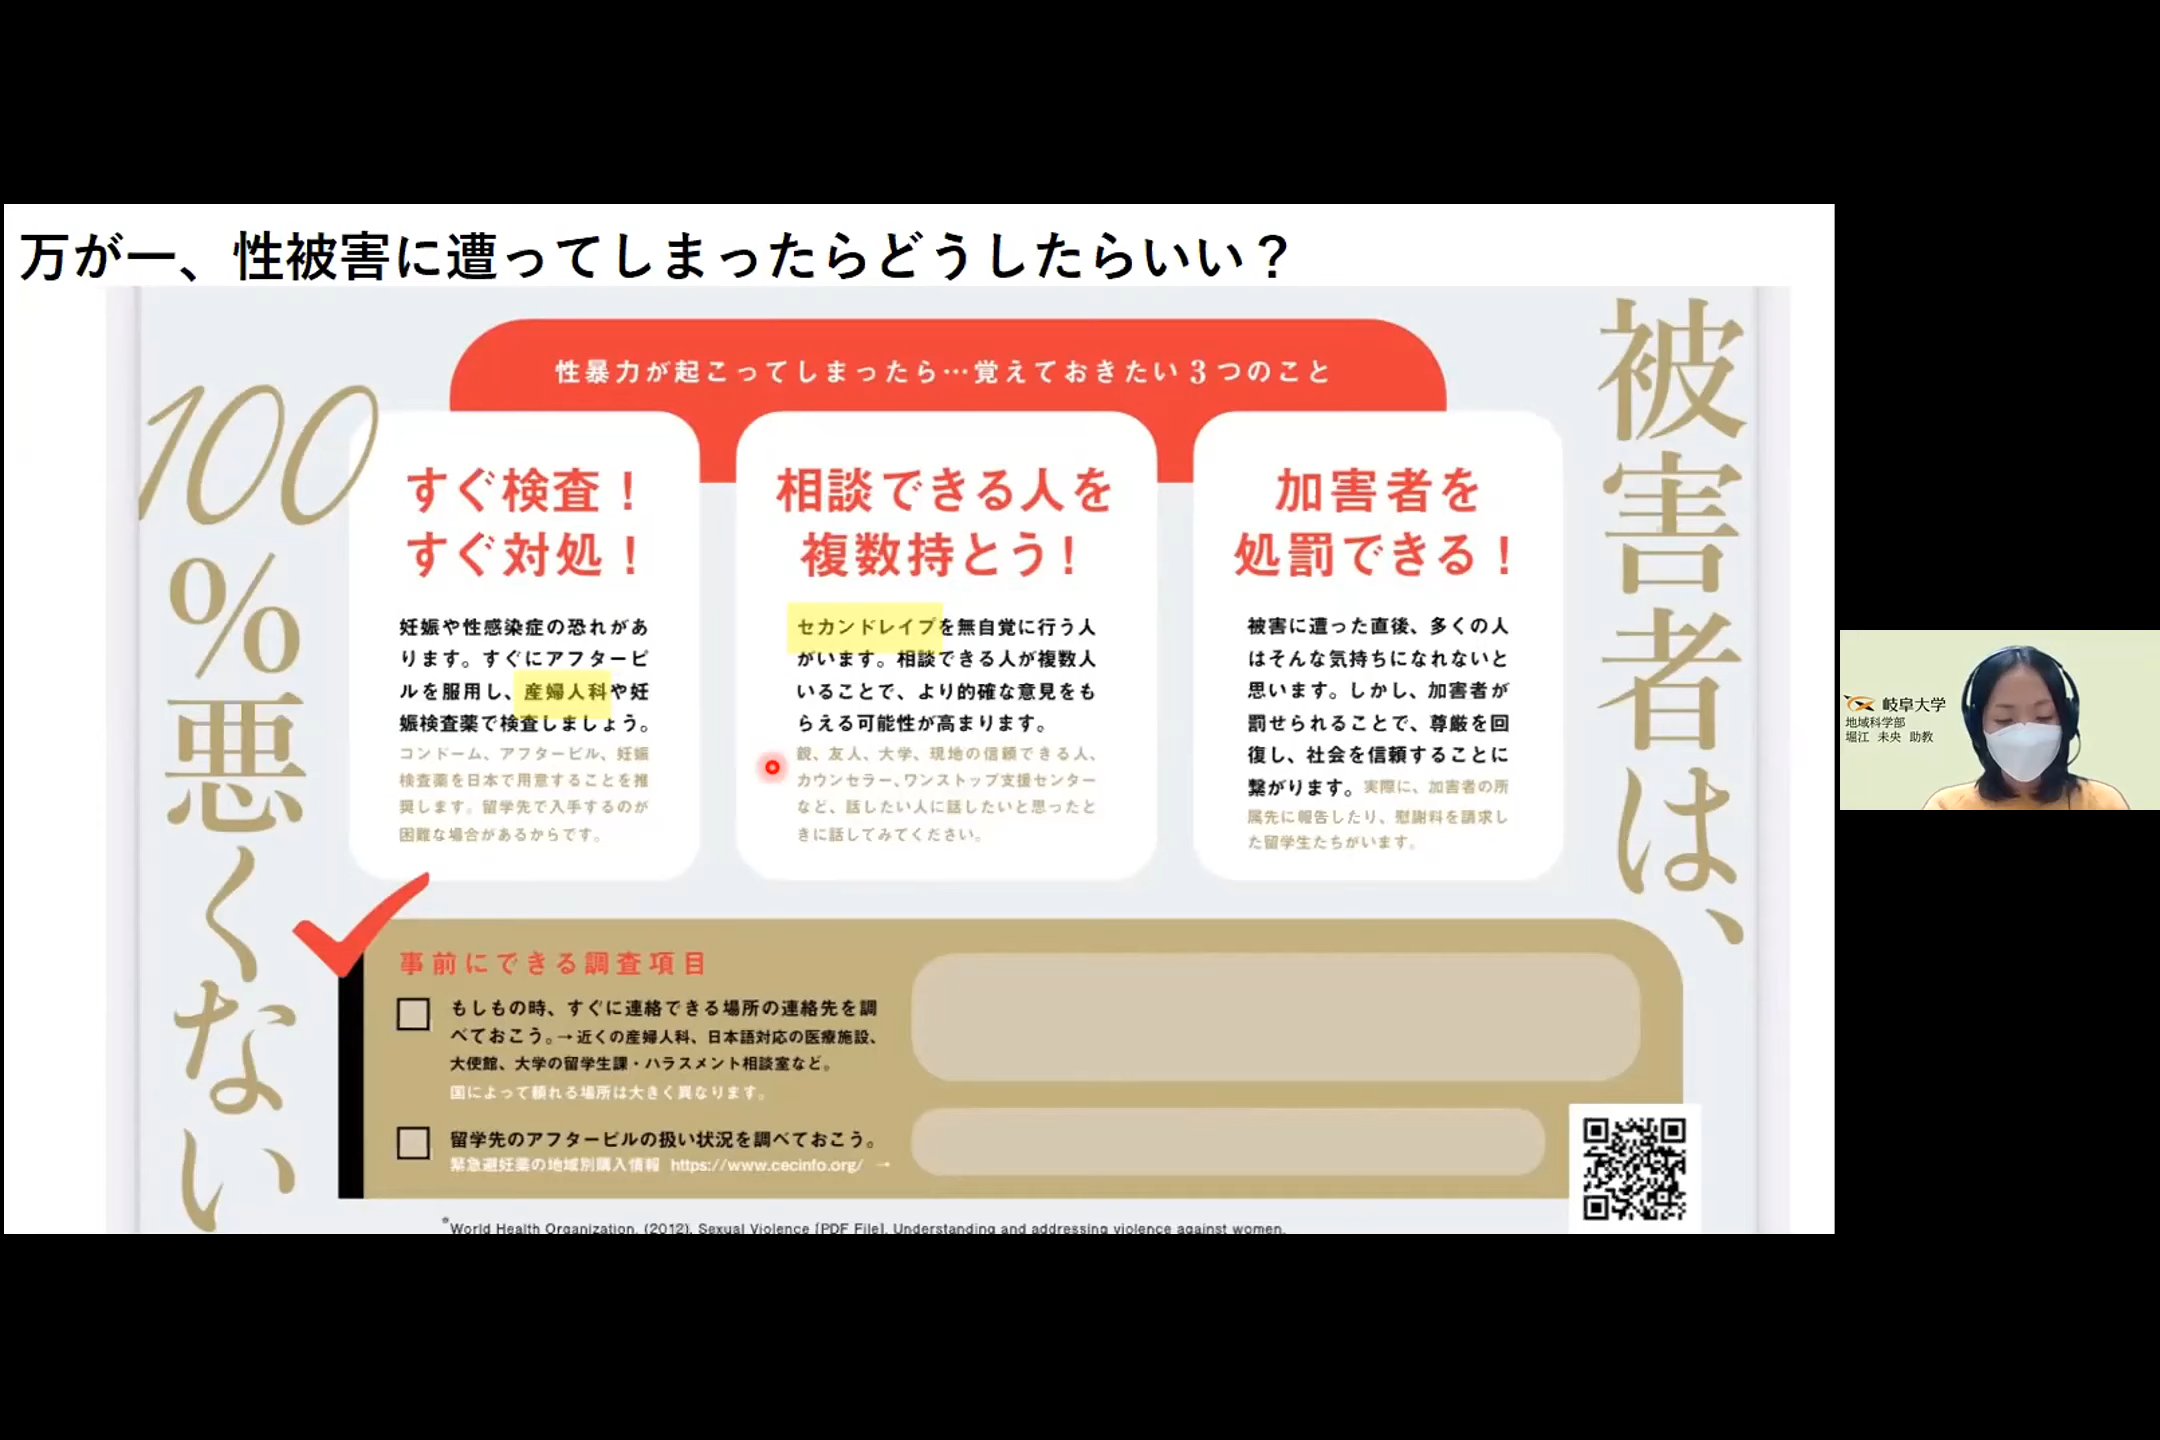 万が一、性被害に遭ってしまったらどうしたらいい？
被害者は、
100%悪くない
性暴力が起こってしまったら…覚えておきたい3つのこと
すぐ検査！
すぐ対処！
妊娠や性感染症の恐れがあ
ります。すぐにアフターピ
ルを服用し、産婦人科や妊
娠検査薬で検査しましょう。
コンドーム、アフターピル、妊娠
検査薬を日本で用意することを推
奨します。留学先で入手するのが
困難な場合があるからです。
相談できる人を
複数持とう！
セカンドレイプを無自覚に行う人
がいます。相談できる人が複数人
いることで、より的確な意見をも
らえる可能性が高まります。
親、友人、大学、現地の信頼できる人、
カウンセラー、ワンストップ支援センター
など、話したい人に話したいと思ったと
きに話してみてください。
加害者を
処罰できる！
被害に遭った直後、多くの人
はそんな気持ちになれないと
思います。しかし、加害者が
罰せられることで、尊厳を回
復し、社会を信頼することに
繋がります。実際に、加害者の所
属先に報告したり、慰謝料を請求し
た留学生たちがいます。
事前にできる調査項目
もしもの時、すぐに連絡できる場所の連絡先を調
べておこう。→近くの産婦人科、日本語対応の医療施設、
大使館、大学の留学生課・ハラスメント相談室など。
国によって頼れる場所は大きく異なります。
留学先のアフターピルの扱い状況を調べておこう。
緊急避妊薬の地域別購入情報 https://www.cecinfo.org/ →
*World Health Organization. (2012). Sexual Violence [PDF File]. Understanding and addressing violence against women.
岐阜大学
地域科学部
堀江 未央 助教